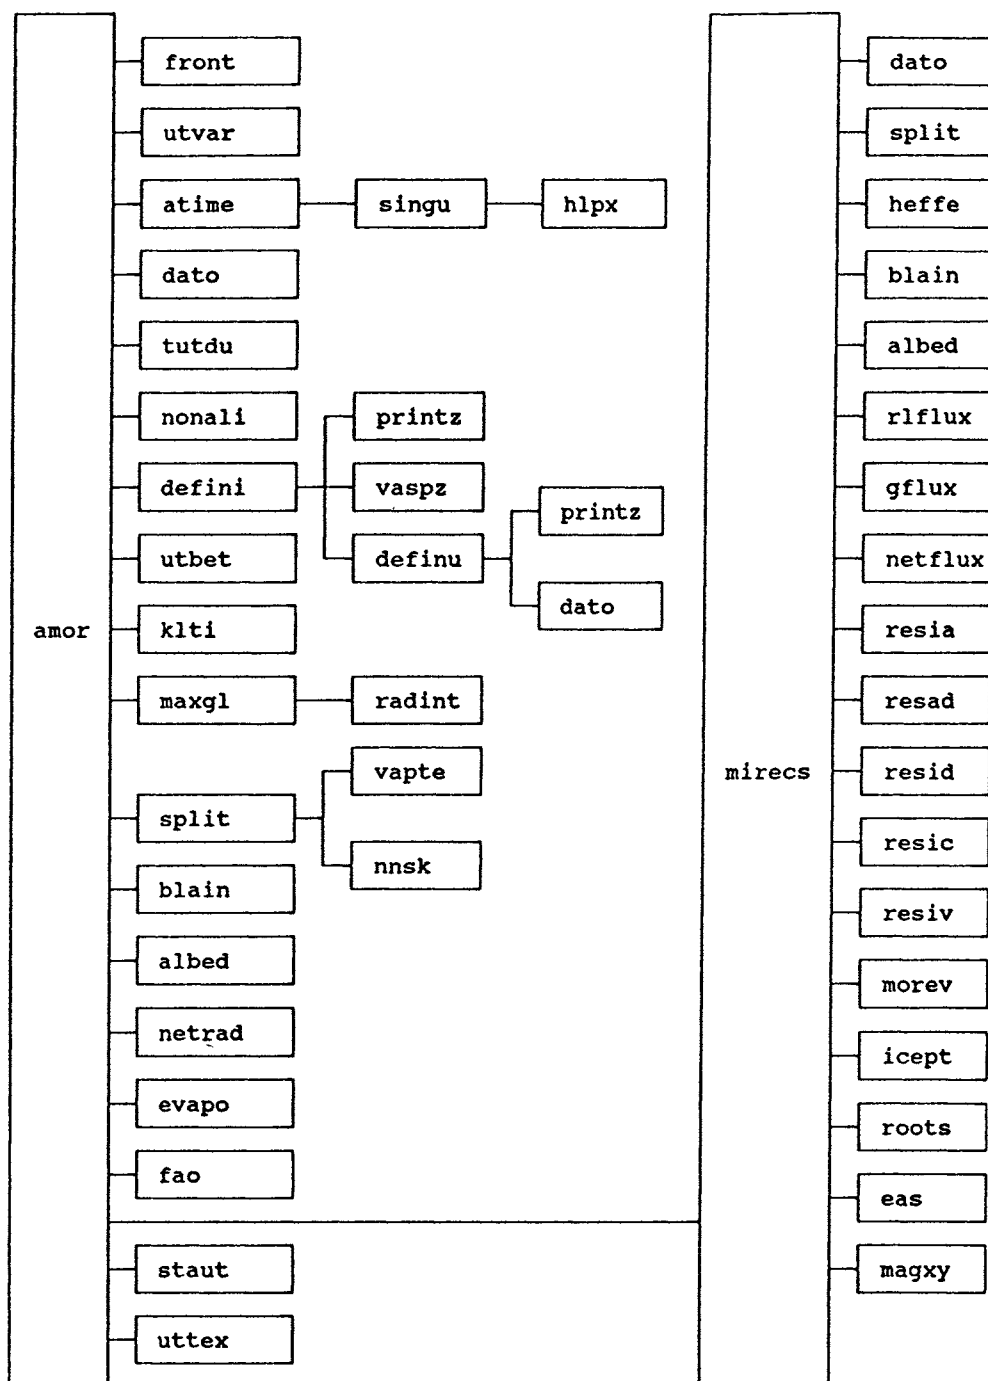 front
dato
utvar
split
atime
singu
hlpx
heffe
dato
blain
tutdu
albed
nonali
printz
rlflux
defini
vaspz
printz
gflux
utbet
definu
netflux
dato
amor
klti
resia
maxgl
radint
resad
vapte
mirecs
resid
split
nnsk
resic
blain
resiv
albed
morev
netrad
icept
evapo
roots
fao
eas
staut
magxy
uttex